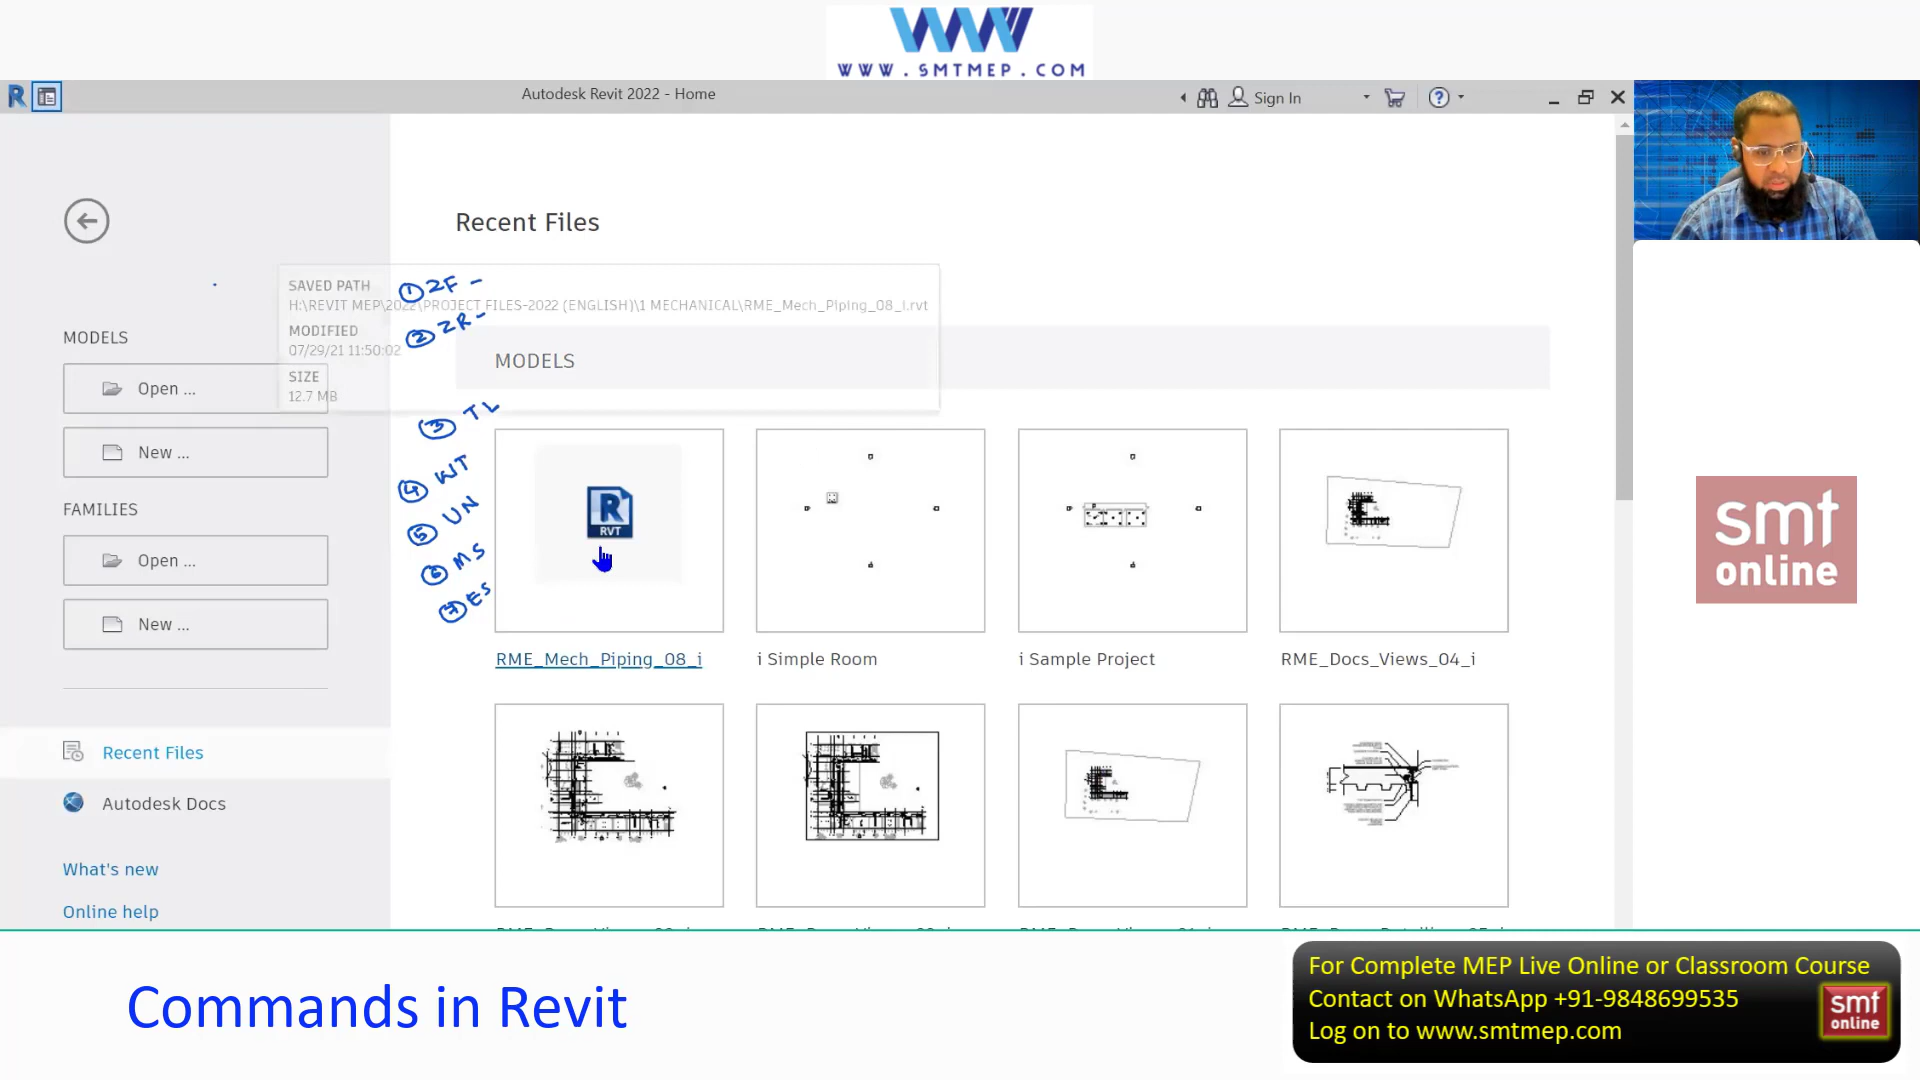 WWW.SMTMEP.COM
Autodesk Revit 2022 - Home
Sign In
Recent Files
SAVED PATH
H:\REVIT MEP\2022\PROJECT FILES-2022 (ENGLISH)\1 MECHANICAL\RME_Mech_Piping_08_i.rvt
MODIFIED
07/29/21 11:50:02
SIZE
12.7 MB
① ZF -
② ZR -
③ TL
④ WT
⑤ UN
⑥ MS
⑦ ES
MODELS
Open ...
New ...
FAMILIES
Open ...
New ...
Recent Files
Autodesk Docs
What's new
Online help
MODELS
R
RVT
RME_Mech_Piping_08_i
i Simple Room
i Sample Project
RME_Docs_Views_04_i
smt
online
Commands in Revit
For Complete MEP Live Online or Classroom Course
Contact on WhatsApp +91-9848699535
Log on to www.smtmep.com
smt
online